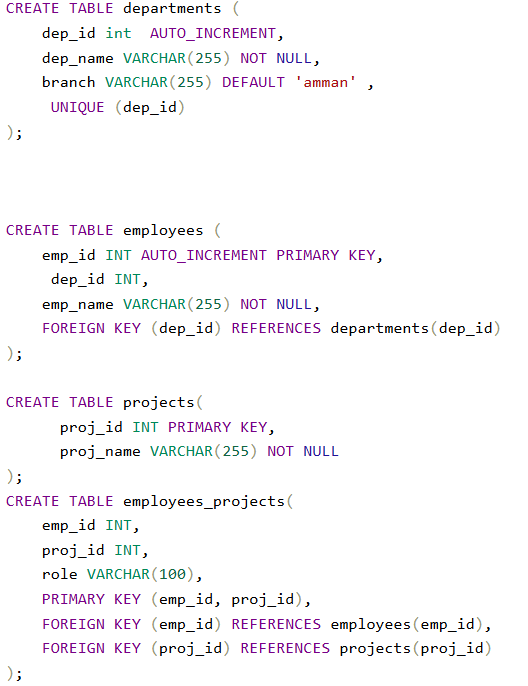 CREATE TABLE departments (
dep_id int  AUTO_INCREMENT,
dep_name VARCHAR(255) NOT NULL,
branch VARCHAR(255) DEFAULT 'amman' ,
UNIQUE (dep_id)
);
CREATE TABLE employees (
emp_id INT AUTO_INCREMENT PRIMARY KEY,
dep_id INT,
emp_name VARCHAR(255) NOT NULL,
FOREIGN KEY (dep_id) REFERENCES departments(dep_id)
);
CREATE TABLE projects(
proj_id INT PRIMARY KEY,
proj_name VARCHAR(255) NOT NULL
);
CREATE TABLE employees_projects(
emp_id INT,
proj_id INT,
role VARCHAR(100),
PRIMARY KEY (emp_id, proj_id),
FOREIGN KEY (emp_id) REFERENCES employees(emp_id),
FOREIGN KEY (proj_id) REFERENCES projects(proj_id)
);